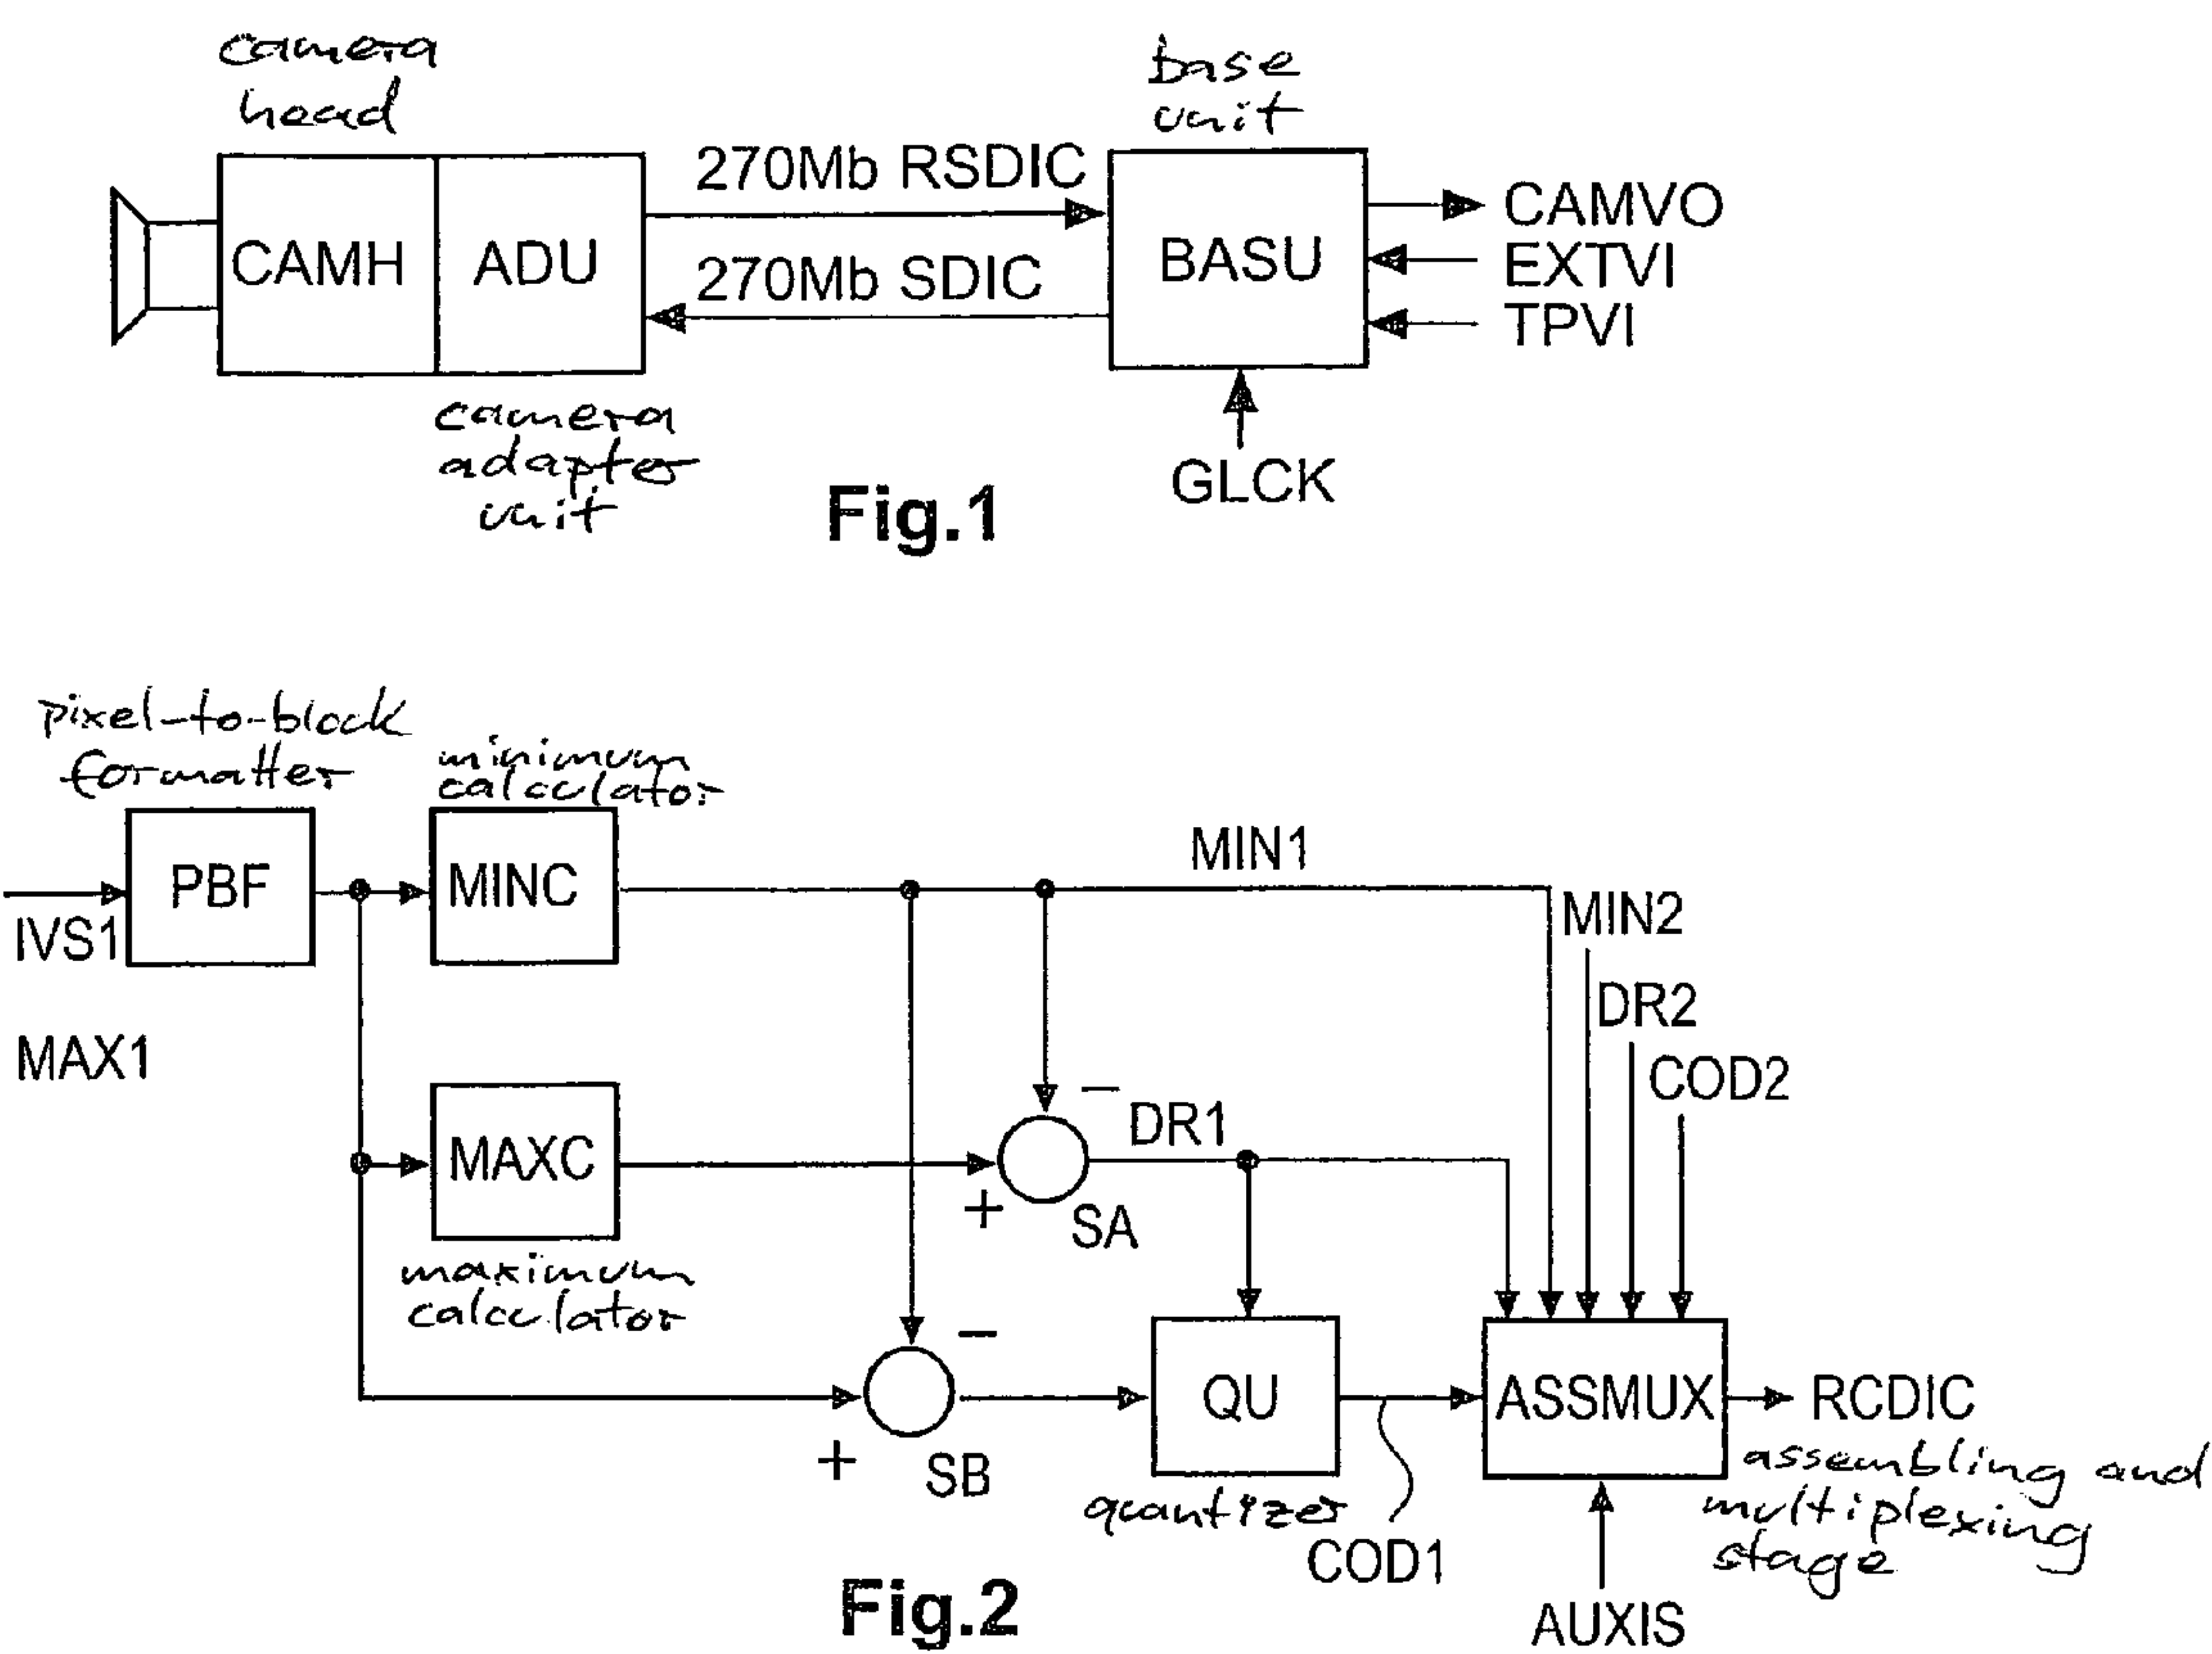 camera
head
base
unit
270Mb RSDIC
CAMVO
CAMH
ADU
270Mb SDIC
BASU
EXTVI
TPVI
camera
adapter
unit
GLCK
Fig.1
pixel-to-block
formatter
minimum
calculator
PBF
MINC
MIN1
IVS1
MIN2
DR2
MAX1
COD2
−
DR1
MAXC
+
SA
maximum
calculator
−
QU
ASSMUX
RCDIC
+
SB
assembling and
multiplexing
stage
quantizer
COD1
Fig.2
AUXIS